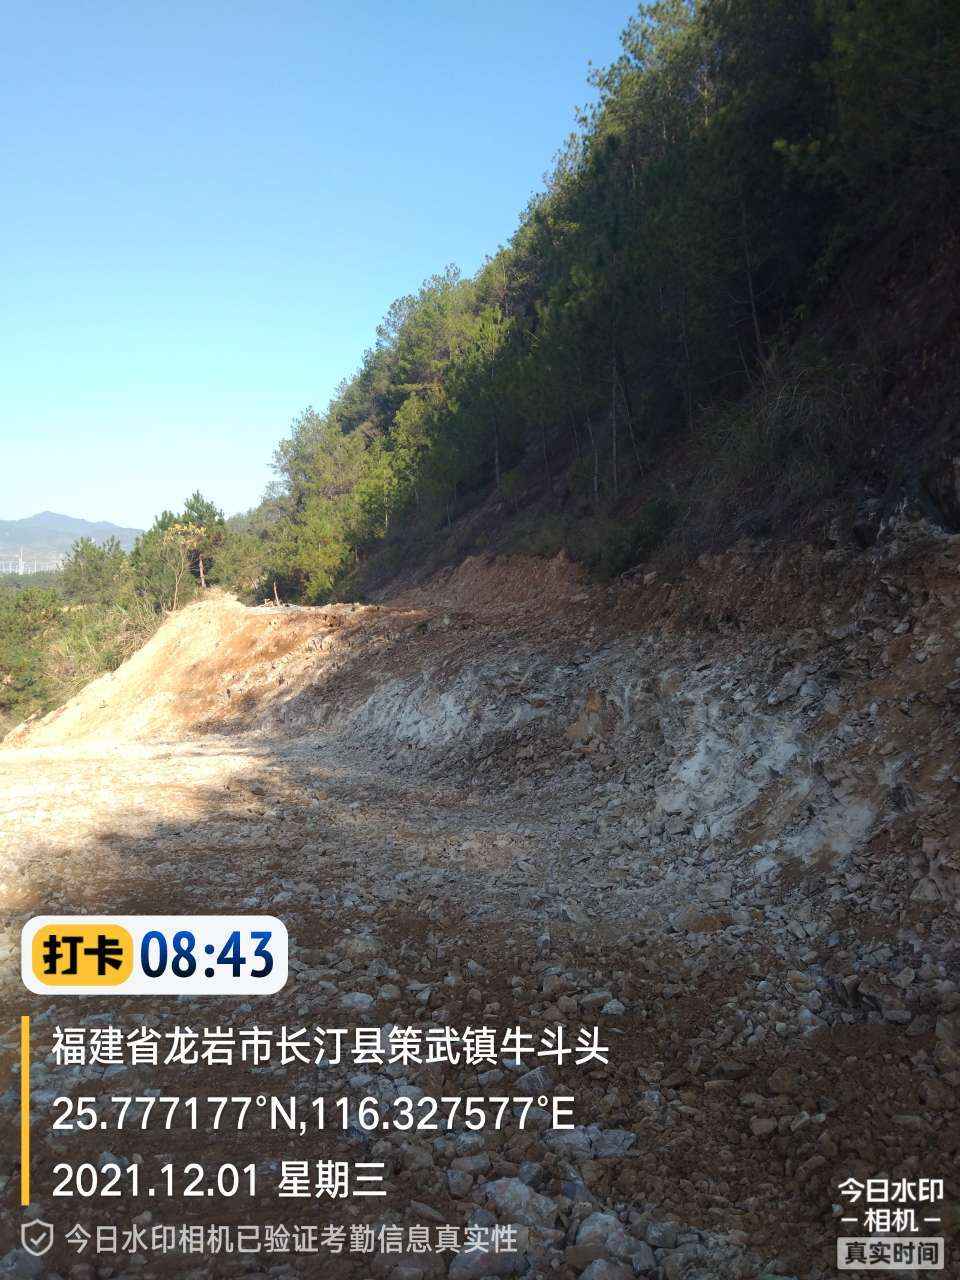 打卡 08:43
福建省龙岩市长汀县策武镇牛斗头
25.777177°N,116.327577°E
2021.12.01 星期三
今日水印相机已验证考勤信息真实性
今日水印
相机
真实时间